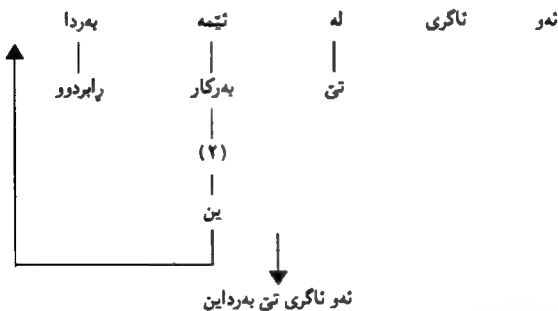 ئەو ئاگری لە ئێمە بەردا
تێ بەرکار ڕابردوو
(٢)
ین
ئەو ئاگری تێ بەرداین